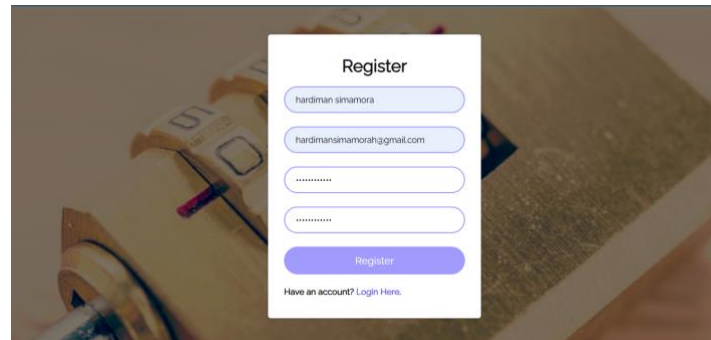 Register
hardiman simamora
hardimansimamorah@gmail.com
............
............
Register
Have an account? Login Here.